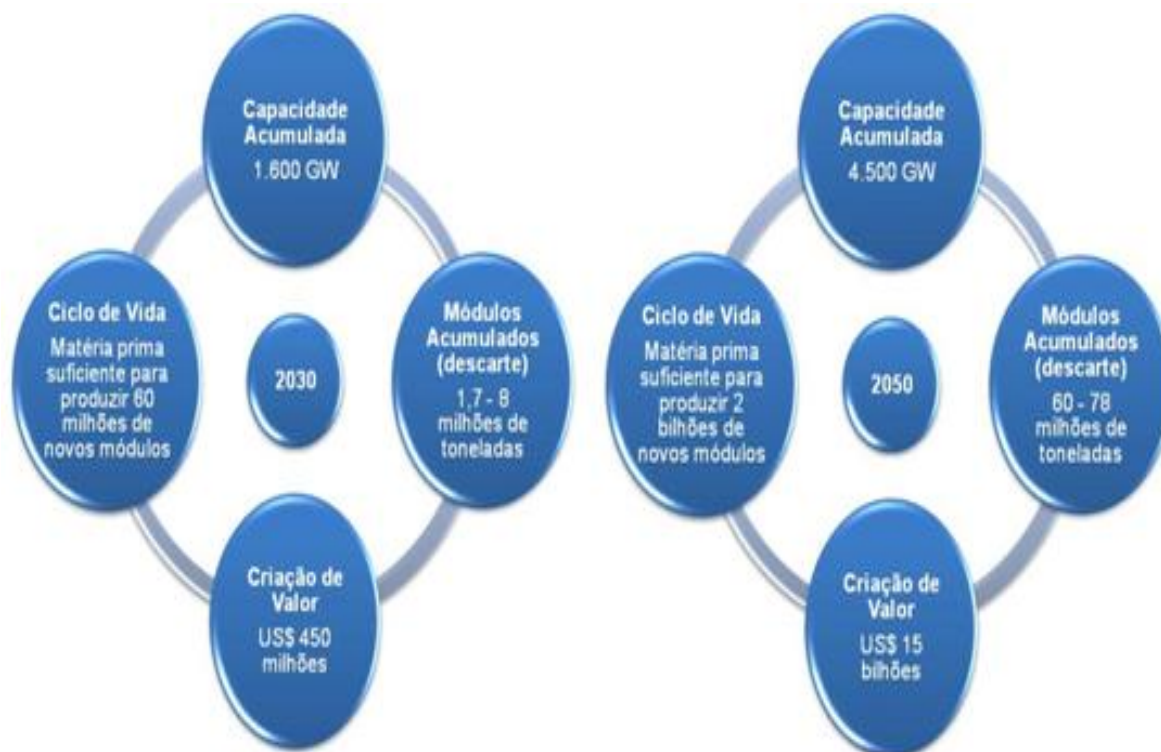 Capacidade
Acumulada
1.600 GW
Ciclo de Vida
Matéria prima
suficiente para
produzir 60
milhões de
novos módulos
2030
Módulos
Acumulados
(descarte)
1,7 - 8
milhões de
toneladas
Criação de
Valor
US$ 450
milhões
Capacidade
Acumulada
4.500 GW
Ciclo de Vida
Matéria prima
suficiente para
produzir 2
bilhões de
novos módulos
2050
Módulos
Acumulados
(descarte)
60 - 78
milhões de
toneladas
Criação de
Valor
US$ 15
bilhões